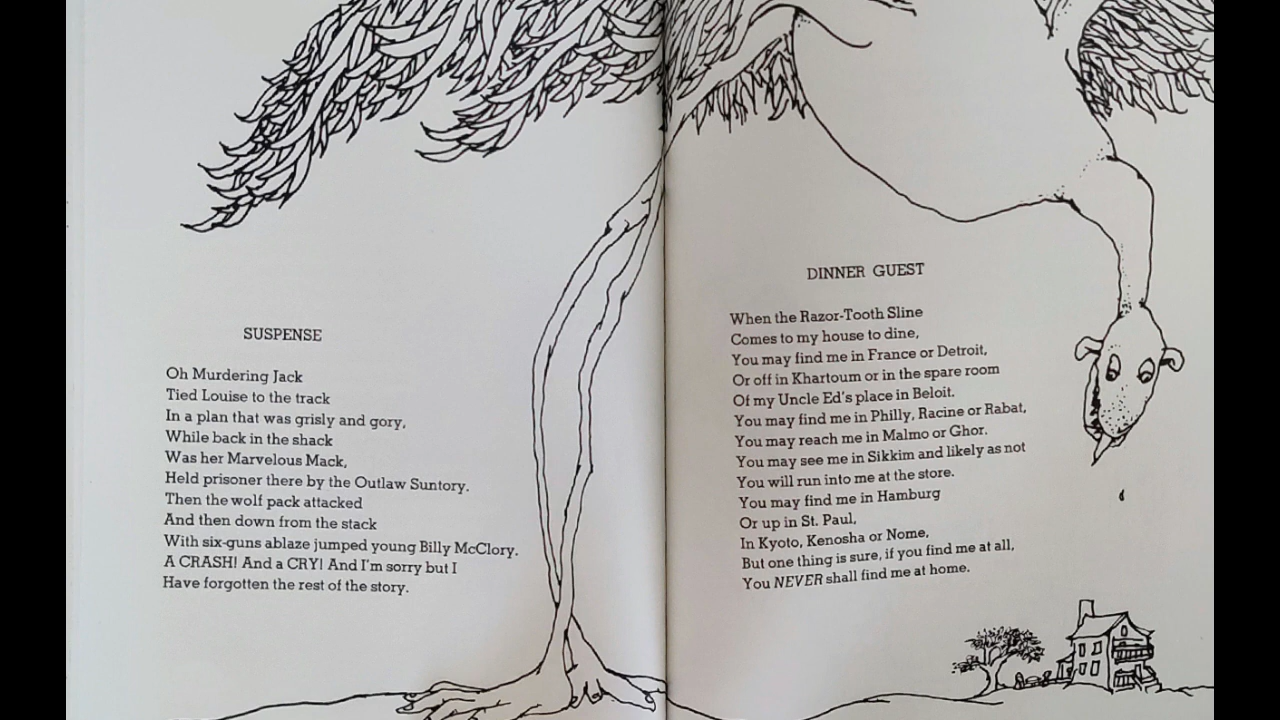 SUSPENSE
Oh Murdering Jack
Tied Louise to the track
In a plan that was grisly and gory,
While back in the shack
Was her Marvelous Mack,
Held prisoner there by the Outlaw Suntory.
Then the wolf pack attacked
And then down from the stack
With six-guns ablaze jumped young Billy McClory.
A CRASH! And a CRY! And I'm sorry but I
Have forgotten the rest of the story.
DINNER GUEST
When the Razor-Tooth Sline
Comes to my house to dine,
You may find me in France or Detroit,
Or off in Khartoum or in the spare room
Of my Uncle Ed's place in Beloit.
You may find me in Philly, Racine or Rabat,
You may reach me in Malmo or Ghor.
You may see me in Sikkim and likely as not
You will run into me at the store.
You may find me in Hamburg
Or up in St. Paul,
In Kyoto, Kenosha or Nome,
But one thing is sure, if you find me at all,
You NEVER shall find me at home.